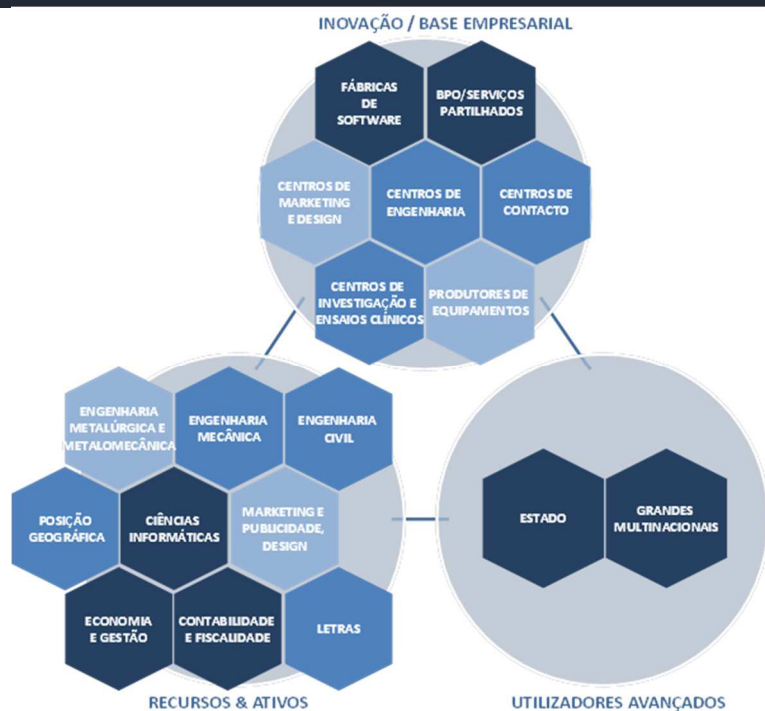 INOVAÇÃO / BASE EMPRESARIAL
FÁBRICAS
DE
SOFTWARE
BPO/SERVIÇOS
PARTILHADOS
CENTROS DE
MARKETING
E DESIGN
CENTROS DE
ENGENHARIA
CENTROS DE
CONTACTO
CENTROS DE
INVESTIGAÇÃO E
ENSAIOS CLÍNICOS
PRODUTORES DE
EQUIPAMENTOS
ENGENHARIA
METALÚRGICA E
METALOMECÂNICA
ENGENHARIA
MECÂNICA
ENGENHARIA
CIVIL
POSIÇÃO
GEOGRÁFICA
CIÊNCIAS
INFORMÁTICAS
MARKETING E
PUBLICIDADE,
DESIGN
ECONOMIA
E GESTÃO
CONTABILIDADE
E FISCALIDADE
LETRAS
RECURSOS & ATIVOS
ESTADO
GRANDES
MULTINACIONAIS
UTILIZADORES AVANÇADOS